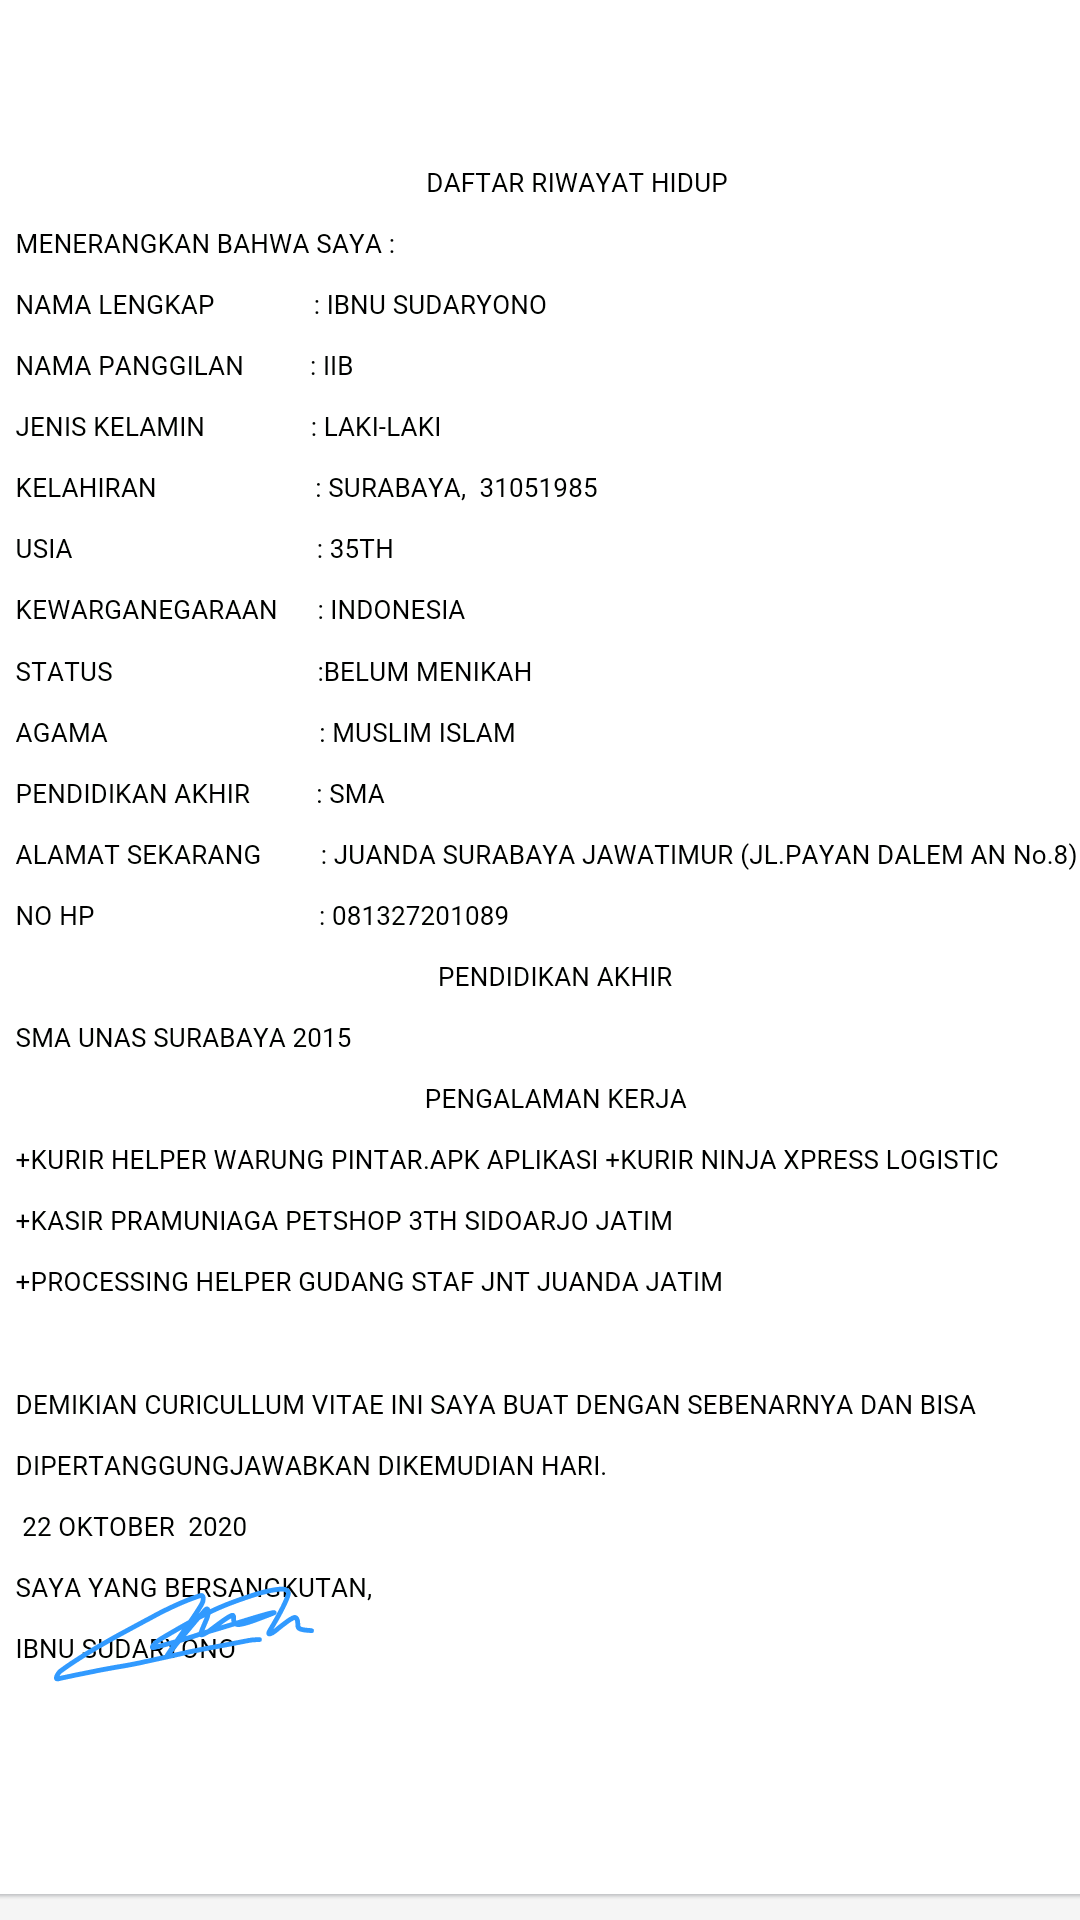 DAFTAR RIWAYAT HIDUP
MENERANGKAN BAHWA SAYA :
NAMA LENGKAP : IBNU SUDARYONO
NAMA PANGGILAN : IIB
JENIS KELAMIN : LAKI-LAKI
KELAHIRAN : SURABAYA, 31051985
USIA : 35TH
KEWARGANEGARAAN : INDONESIA
STATUS :BELUM MENIKAH
AGAMA : MUSLIM ISLAM
PENDIDIKAN AKHIR : SMA
ALAMAT SEKARANG : JUANDA SURABAYA JAWATIMUR (JL.PAYAN DALEM AN No.8)
NO HP : 081327201089
PENDIDIKAN AKHIR
SMA UNAS SURABAYA 2015
PENGALAMAN KERJA
+KURIR HELPER WARUNG PINTAR.APK APLIKASI +KURIR NINJA XPRESS LOGISTIC
+KASIR PRAMUNIAGA PETSHOP 3TH SIDOARJO JATIM
+PROCESSING HELPER GUDANG STAF JNT JUANDA JATIM
DEMIKIAN CURICULLUM VITAE INI SAYA BUAT DENGAN SEBENARNYA DAN BISA
DIPERTANGGUNGJAWABKAN DIKEMUDIAN HARI.
22 OKTOBER 2020
SAYA YANG BERSANGKUTAN,
IBNU SUDARYONO